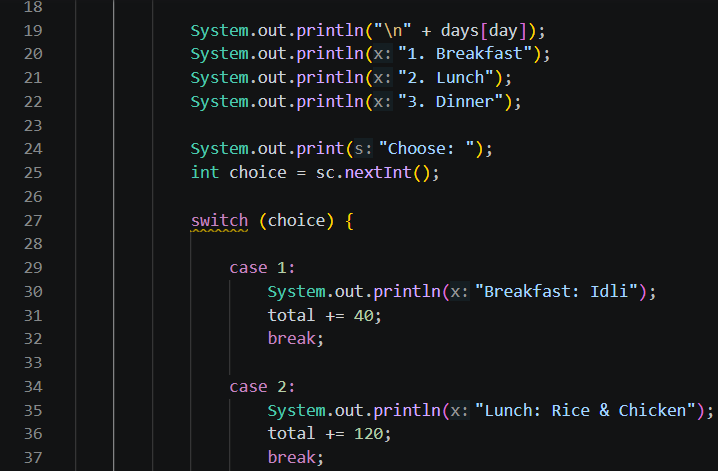 18
19 System.out.println("\n" + days[day]);
20 System.out.println(x: "1. Breakfast");
21 System.out.println(x: "2. Lunch");
22 System.out.println(x: "3. Dinner");
23
24 System.out.print(s: "Choose: ");
25 int choice = sc.nextInt();
26
27 switch (choice) {
28
29 case 1:
30 System.out.println(x: "Breakfast: Idli");
31 total += 40;
32 break;
33
34 case 2:
35 System.out.println(x: "Lunch: Rice & Chicken");
36 total += 120;
37 break;